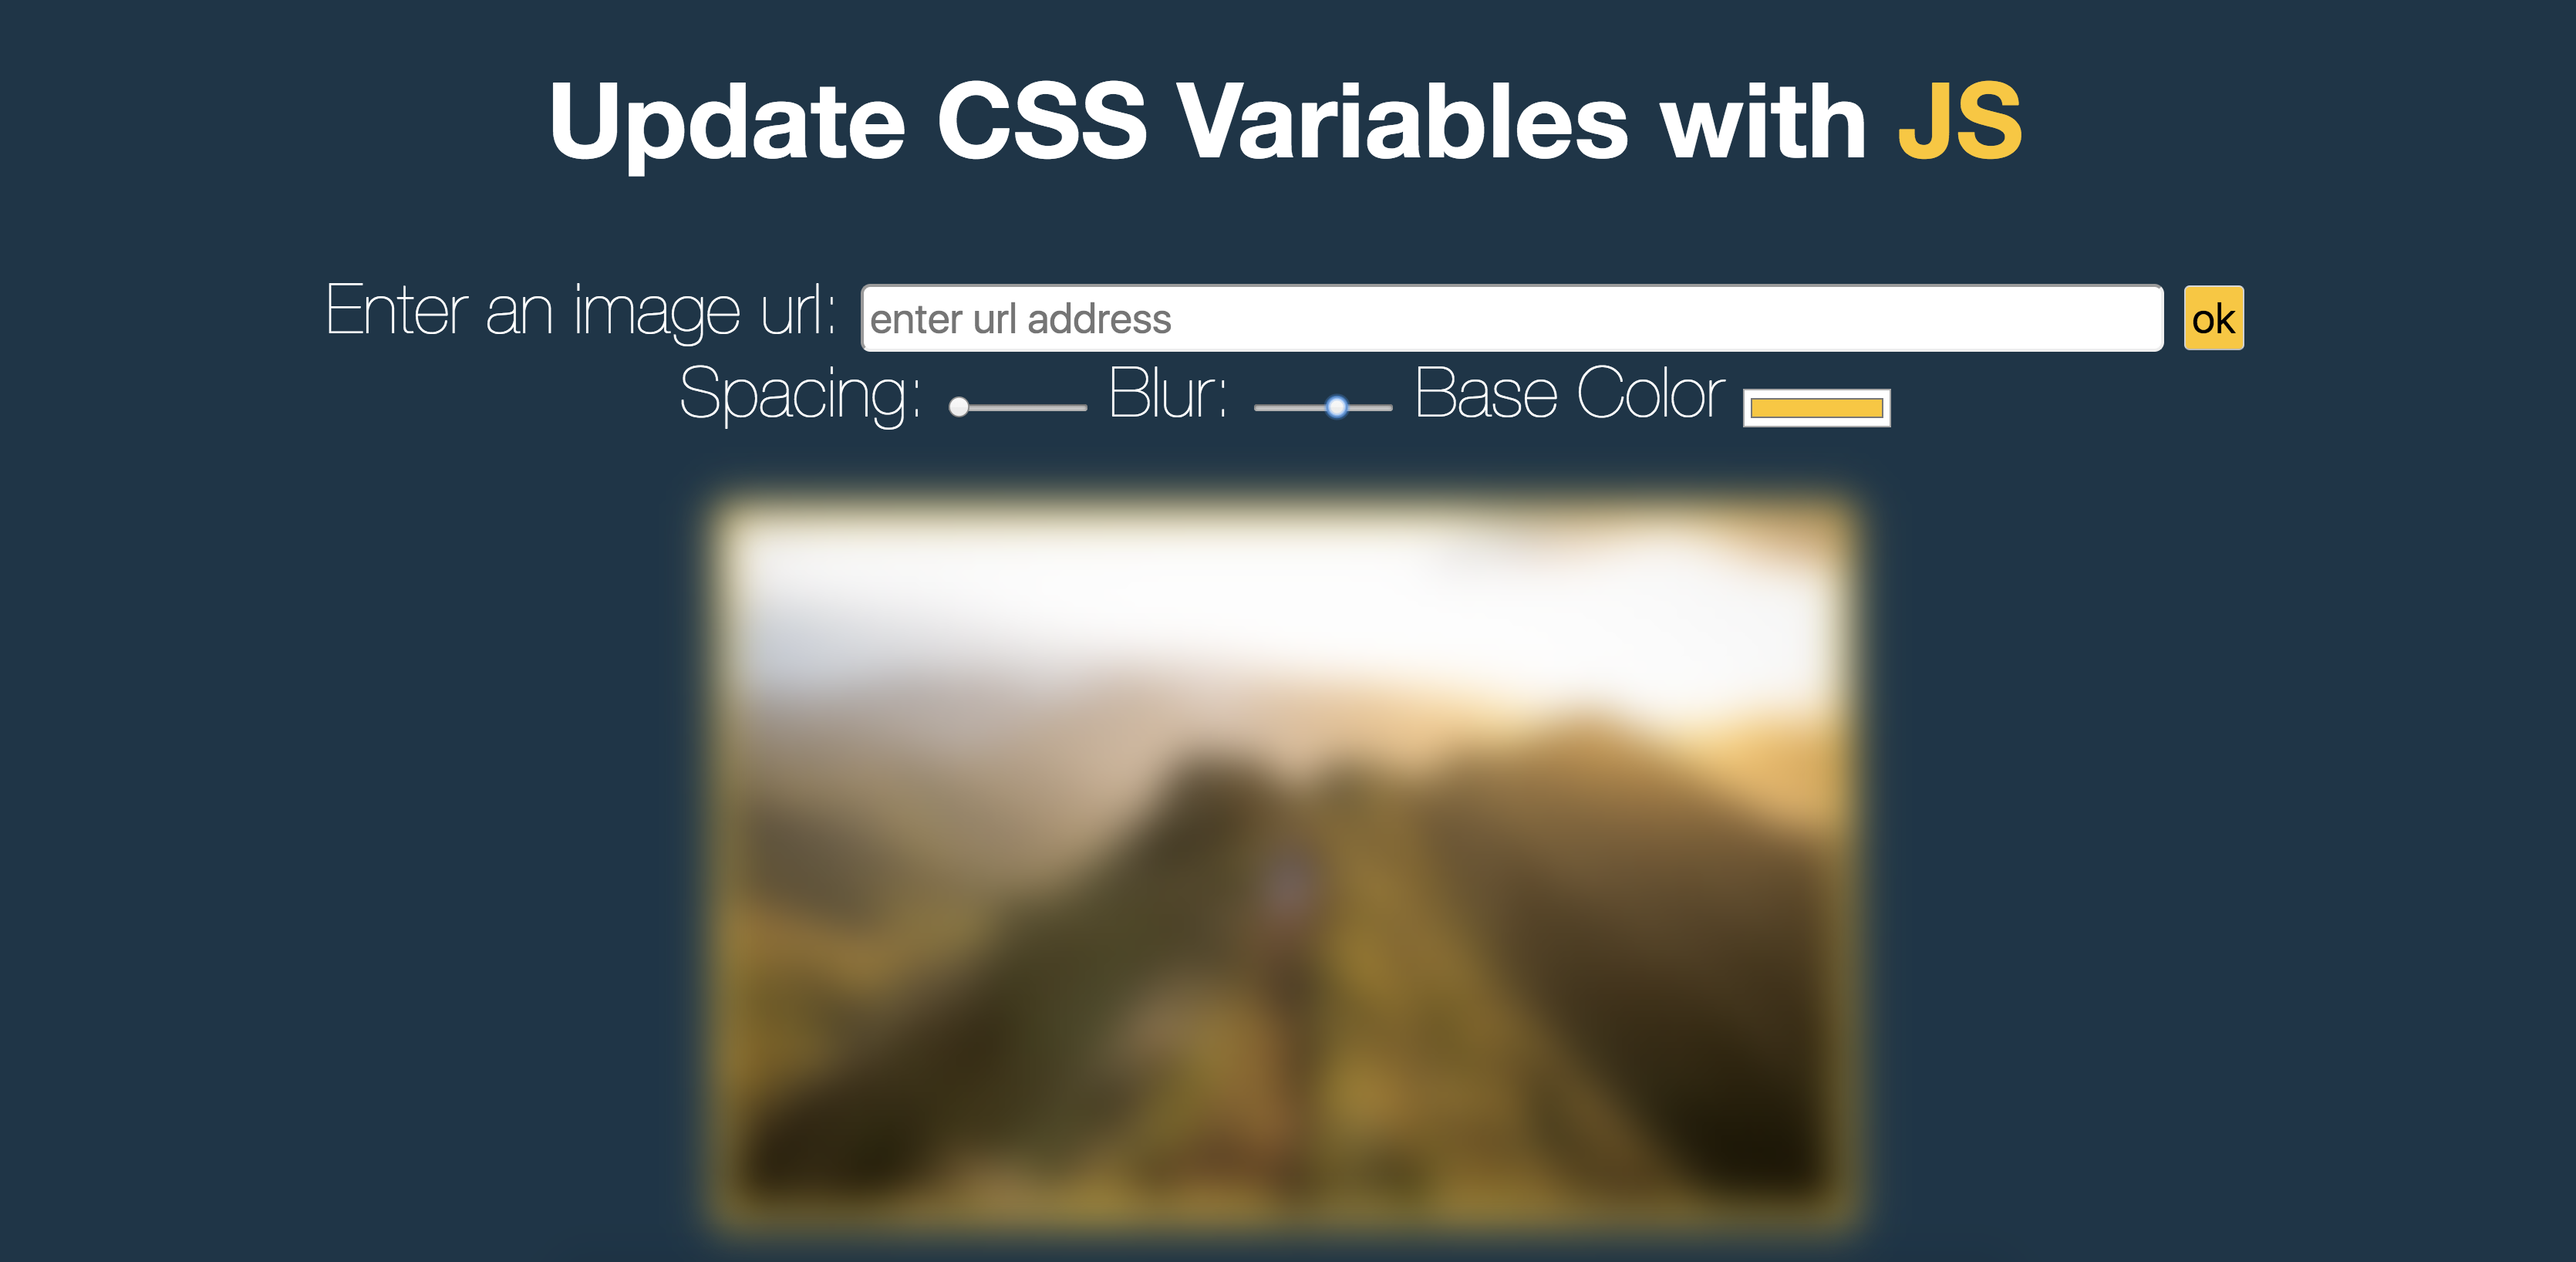 Update CSS Variables with JS
Enter an image url: enter url address ok
Spacing: Blur: Base Color